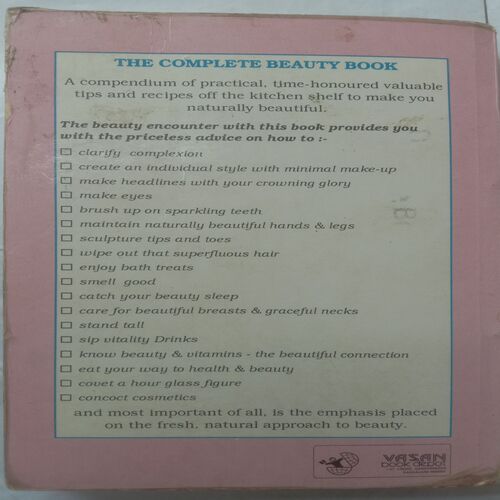 THE COMPLETE BEAUTY BOOK
A compendium of practical, time-honoured valuable
tips and recipes off the kitchen shelf to make you
naturally beautiful.
The beauty encounter with this book provides you
with the priceless advice on how to :-
clarify complexion
create an individual style with minimal make-up
make headlines with your crowning glory
make eyes
brush up on sparkling teeth
maintain naturally beautiful hands & legs
sculpture tips and toes
wipe out that superfluous hair
enjoy bath treats
smell good
catch your beauty sleep
care for beautiful breasts & graceful necks
stand tall
sip vitality Drinks
know beauty & vitamins - the beautiful connection
eat your way to health & beauty
covet a hour glass figure
concoct cosmetics
and most important of all, is the emphasis placed
on the fresh, natural approach to beauty.
VASAN
book depot